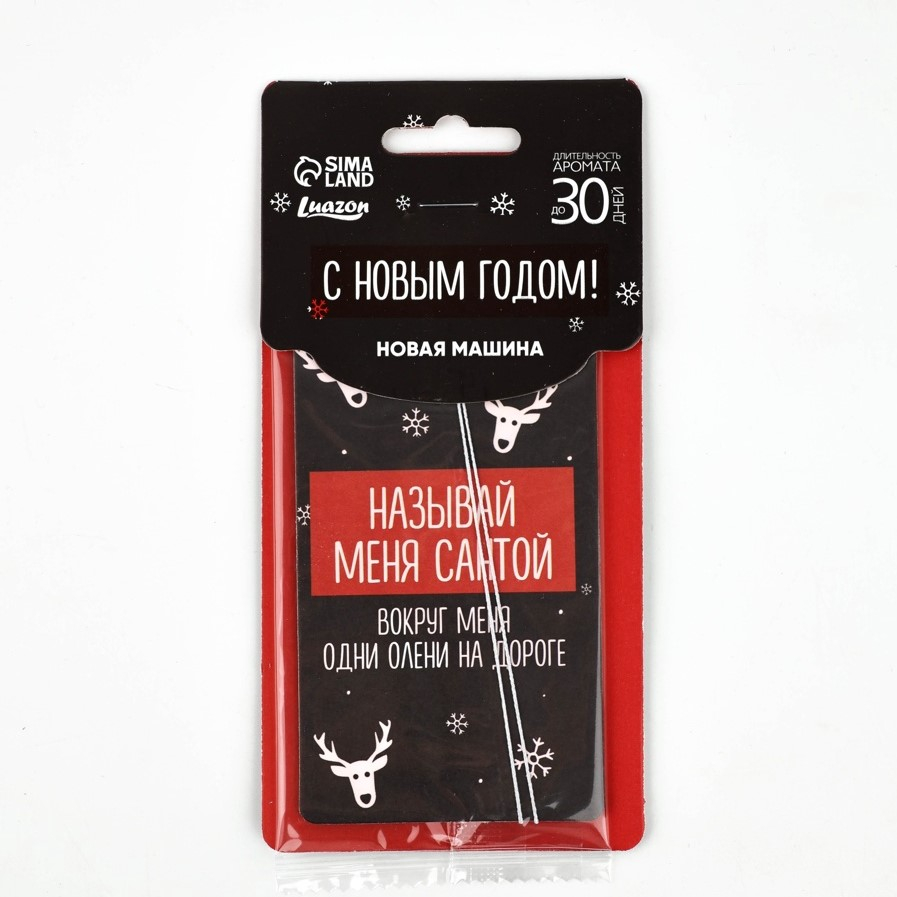 SIMA
LAND
Luazon
ДЛИТЕЛЬНОСТЬ
АРОМАТА
ДО 30 ДНЕЙ
С НОВЫМ ГОДОМ!
НОВАЯ МАШИНА
НАЗЫВАЙ
МЕНЯ САНТОЙ
ВОКРУГ МЕНЯ
ОДНИ ОЛЕНИ НА ДОРОГЕ